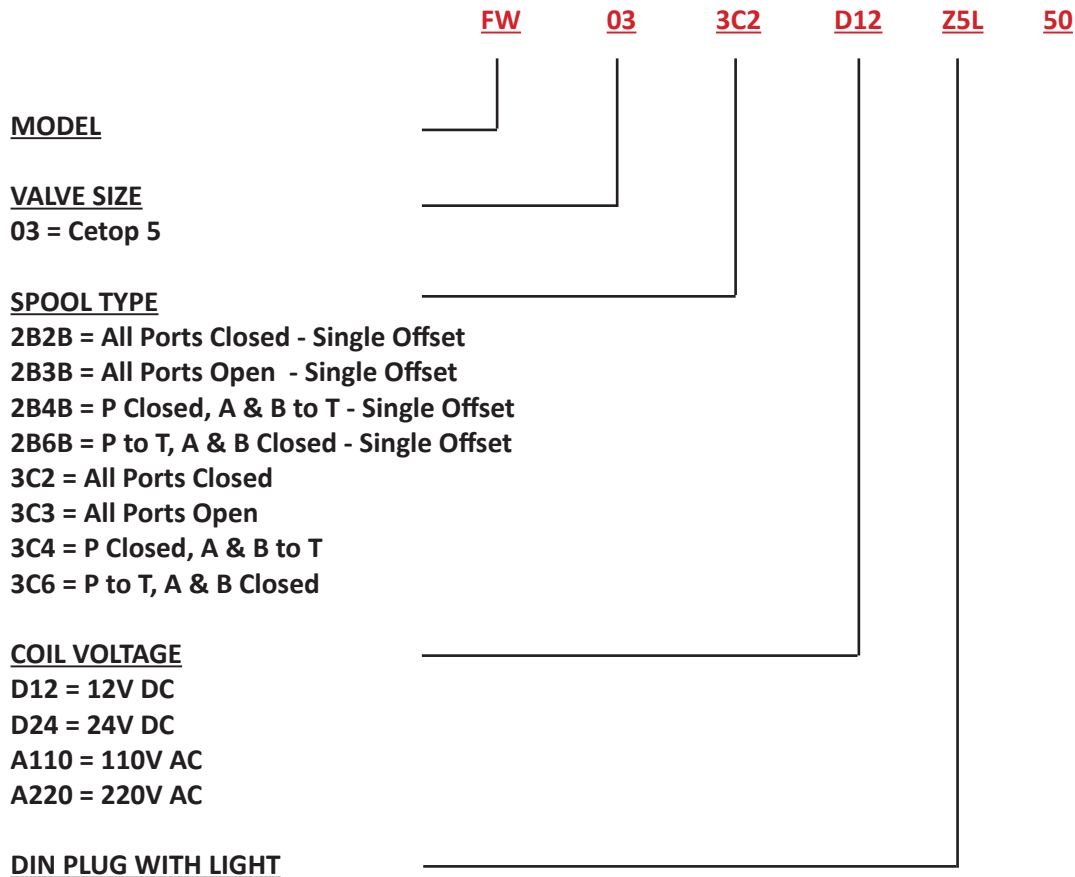 FW 03 3C2 D12 Z5L 50
MODEL
VALVE SIZE
03 = Cetop 5
SPOOL TYPE
2B2B = All Ports Closed - Single Offset
2B3B = All Ports Open - Single Offset
2B4B = P Closed, A & B to T - Single Offset
2B6B = P to T, A & B Closed - Single Offset
3C2 = All Ports Closed
3C3 = All Ports Open
3C4 = P Closed, A & B to T
3C6 = P to T, A & B Closed
COIL VOLTAGE
D12 = 12V DC
D24 = 24V DC
A110 = 110V AC
A220 = 220V AC
DIN PLUG WITH LIGHT